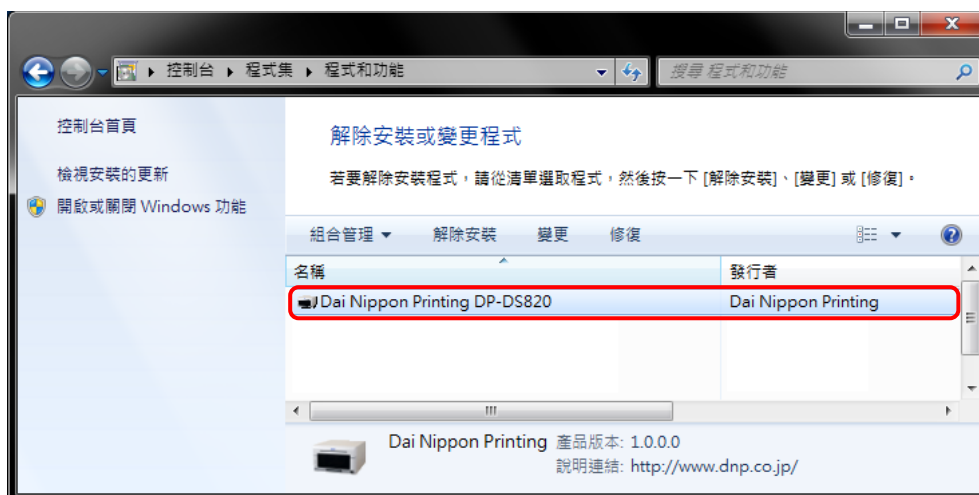 控制台 ▸ 程式集 ▸ 程式和功能
搜尋 程式和功能
控制台首頁
檢視安裝的更新
開啟或關閉 Windows 功能
解除安裝或變更程式
若要解除安裝程式，請從清單選取程式，然後按一下 [解除安裝]、[變更] 或 [修復]。
組合管理 解除安裝 變更 修復
名稱 發行者
Dai Nippon Printing DP-DS820 Dai Nippon Printing
Dai Nippon Printing 產品版本: 1.0.0.0
說明連結: http://www.dnp.co.jp/